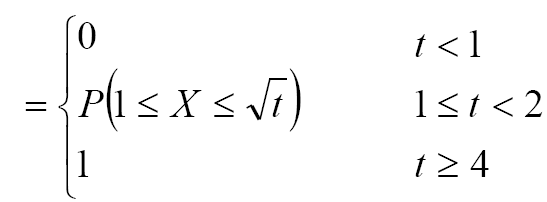 0 t < 1
= { P(1 ≤ X ≤ √t) 1 ≤ t < 2
1 t ≥ 4